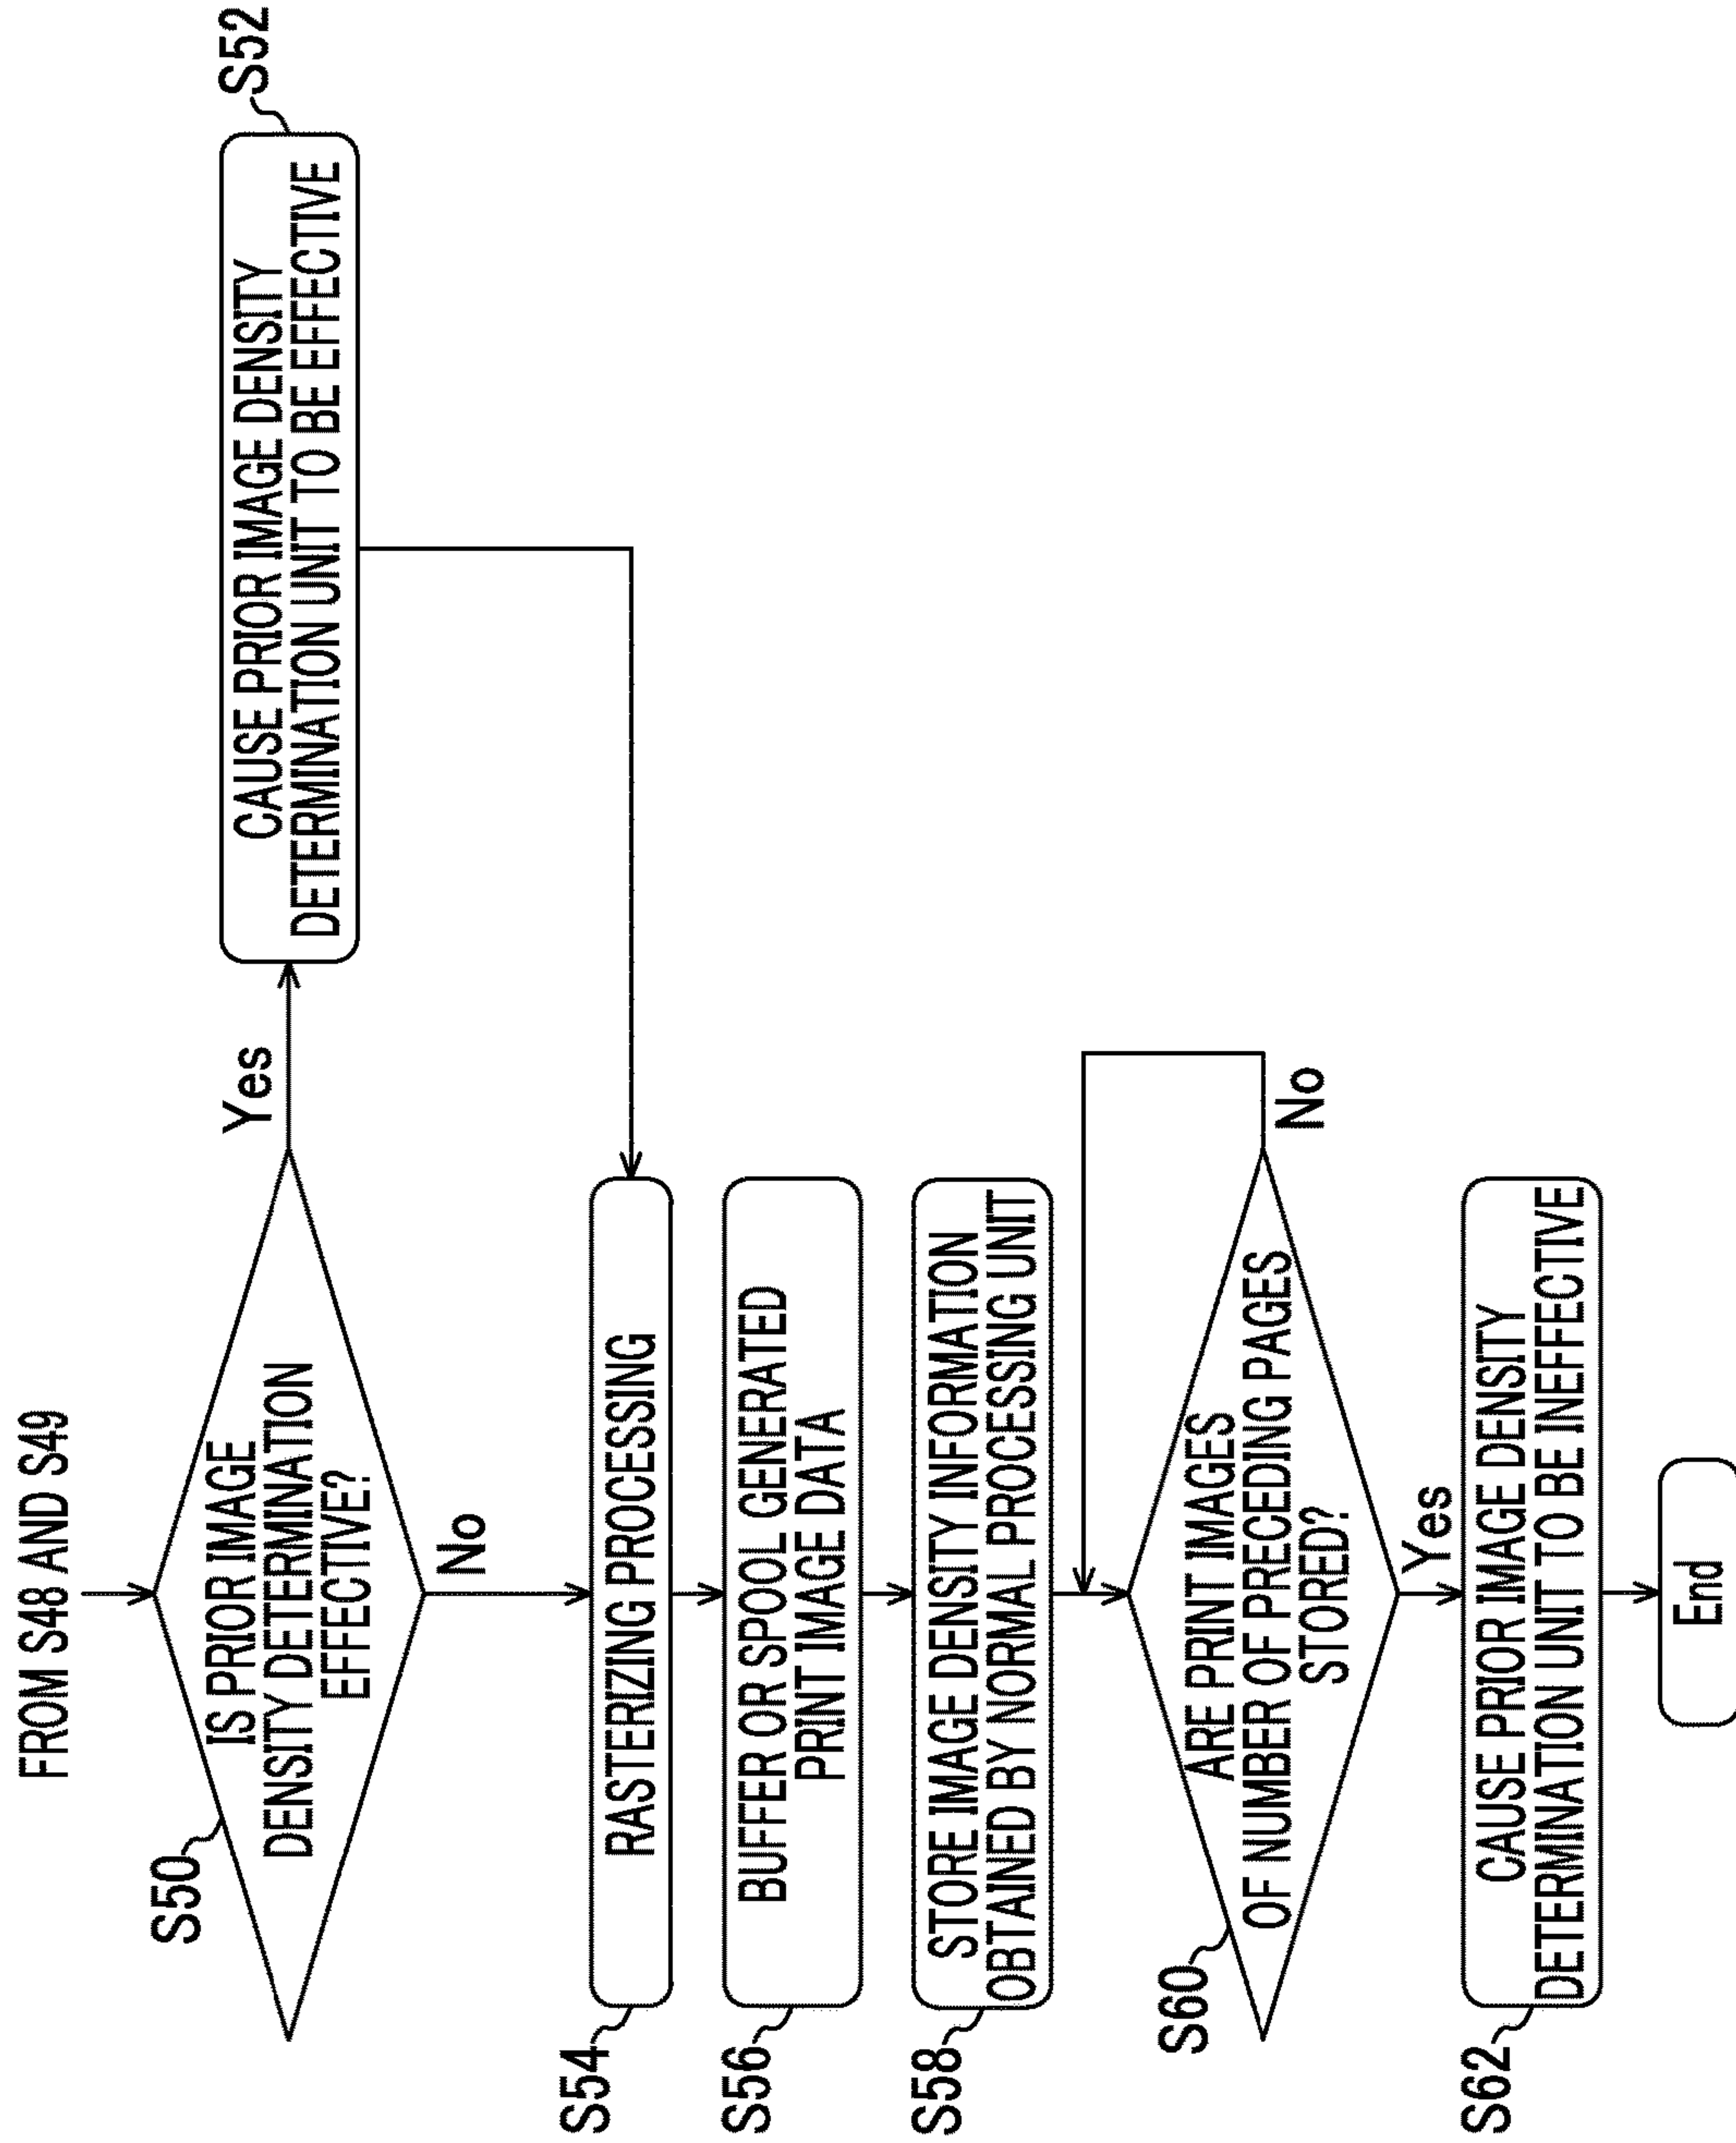 FROM S48 AND S49
S50
IS PRIOR IMAGE
DENSITY DETERMINATION
EFFECTIVE?
Yes
S52
CAUSE PRIOR IMAGE DENSITY
DETERMINATION UNIT TO BE EFFECTIVE
No
S54
RASTERIZING PROCESSING
S56
BUFFER OR SPOOL GENERATED
PRINT IMAGE DATA
S58
STORE IMAGE DENSITY INFORMATION
OBTAINED BY NORMAL PROCESSING UNIT
S60
ARE PRINT IMAGES
OF NUMBER OF PRECEDING PAGES
STORED?
No
Yes
S62
CAUSE PRIOR IMAGE DENSITY
DETERMINATION UNIT TO BE INEFFECTIVE
End